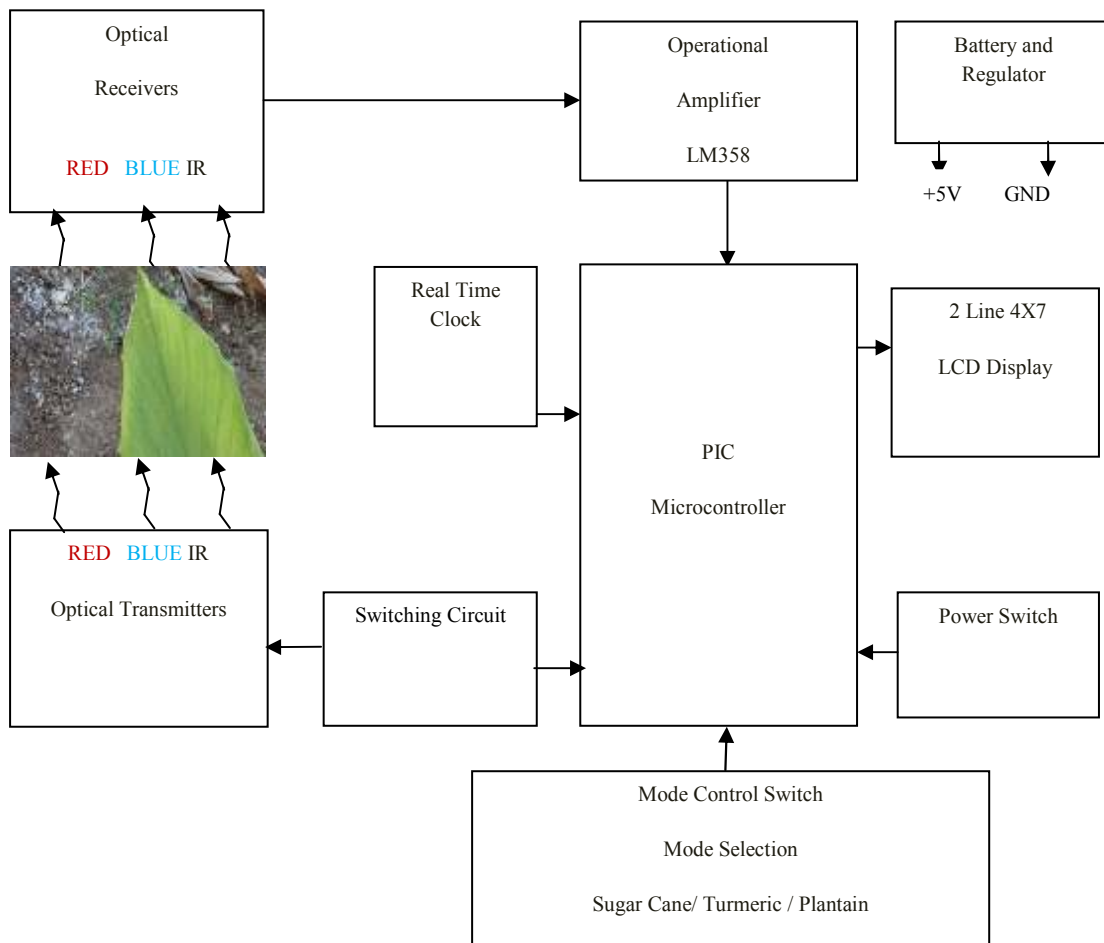 Optical
Receivers
RED BLUE IR
Operational
Amplifier
LM358
Battery and
Regulator
+5V GND
Real Time
Clock
2 Line 4X7
LCD Display
PIC
Microcontroller
RED BLUE IR
Optical Transmitters
Switching Circuit
Power Switch
Mode Control Switch
Mode Selection
Sugar Cane/ Turmeric / Plantain